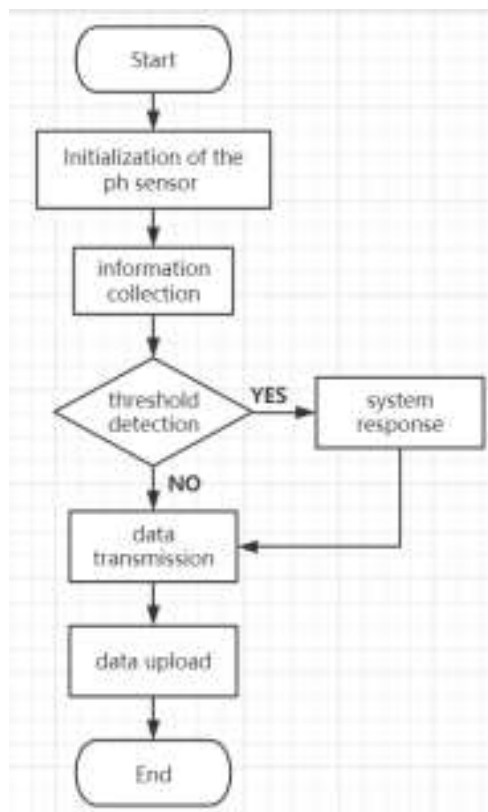 Start
Initialization of the
ph sensor
information
collection
threshold
detection
YES
system
response
NO
data
transmission
data upload
End